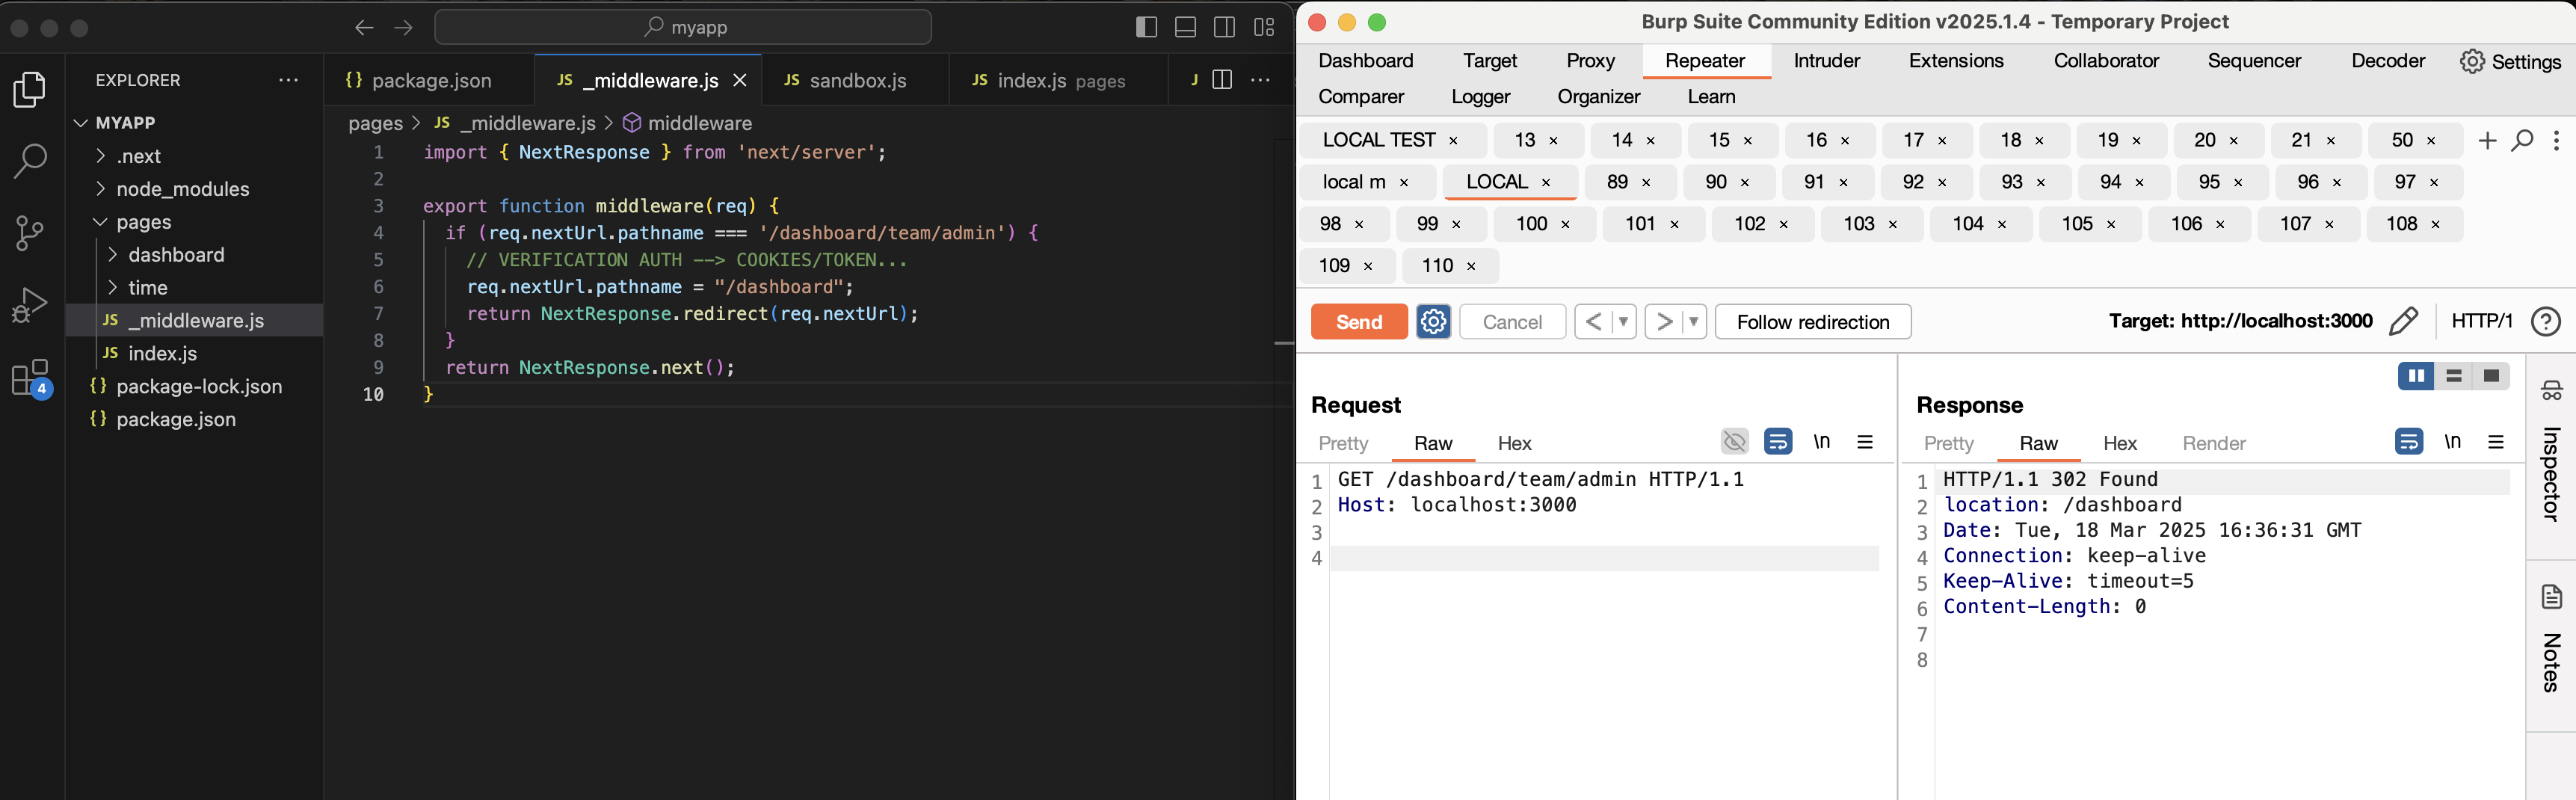 myapp
EXPLORER
MYAPP
.next
node_modules
pages
dashboard
time
JS _middleware.js
JS index.js
{} package-lock.json
{} package.json
4
{} package.json
JS _middleware.js
JS sandbox.js
JS index.js pages
J
pages > JS _middleware.js > middleware
1 import { NextResponse } from 'next/server';
2
3 export function middleware(req) {
4 if (req.nextUrl.pathname === '/dashboard/team/admin') {
5 // VERIFICATION AUTH --> COOKIES/TOKEN...
6 req.nextUrl.pathname = "/dashboard";
7 return NextResponse.redirect(req.nextUrl);
8 }
9 return NextResponse.next();
10 }
Burp Suite Community Edition v2025.1.4 - Temporary Project
Dashboard Target Proxy Repeater Intruder Extensions Collaborator Sequencer Decoder Settings
Comparer Logger Organizer Learn
LOCAL TEST × 13 × 14 × 15 × 16 × 17 × 18 × 19 × 20 × 21 × 50 ×
local m × LOCAL × 89 × 90 × 91 × 92 × 93 × 94 × 95 × 96 × 97 ×
98 × 99 × 100 × 101 × 102 × 103 × 104 × 105 × 106 × 107 × 108 ×
109 × 110 ×
Send Cancel < > Follow redirection Target: http://localhost:3000 HTTP/1 ?
Request
Pretty Raw Hex \n
1 GET /dashboard/team/admin HTTP/1.1
2 Host: localhost:3000
3
4
Response
Pretty Raw Hex Render \n
1 HTTP/1.1 302 Found
2 location: /dashboard
3 Date: Tue, 18 Mar 2025 16:36:31 GMT
4 Connection: keep-alive
5 Keep-Alive: timeout=5
6 Content-Length: 0
7
8
Inspector
Notes